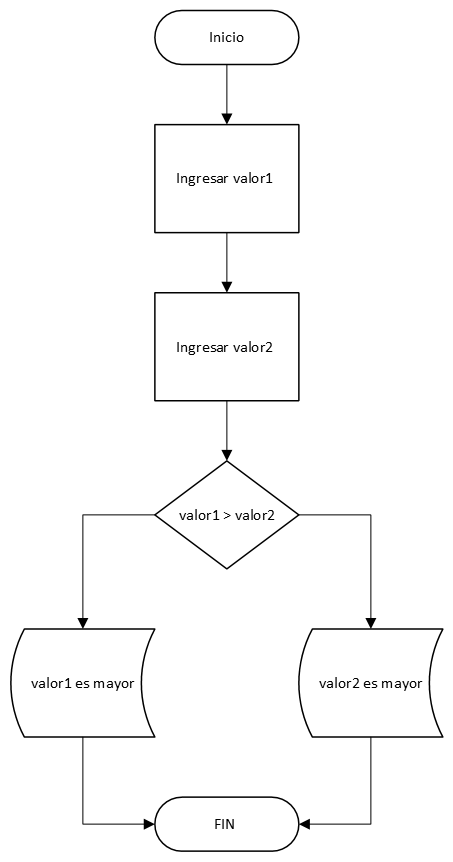 Inicio
Ingresar valor1
Ingresar valor2
valor1 > valor2
valor1 es mayor
valor2 es mayor
FIN